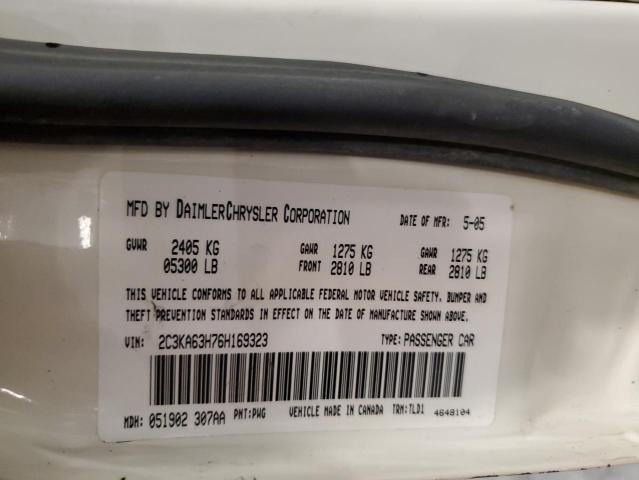 MFD BY DAIMLERCHRYSLER CORPORATION DATE OF MFR: 5-05
GVWR 2405 KG GAWR 1275 KG GAWR 1275 KG
05300 LB FRONT 2810 LB REAR 2810 LB
THIS VEHICLE CONFORMS TO ALL APPLICABLE FEDERAL MOTOR VEHICLE SAFETY, BUMPER AND
THEFT PREVENTION STANDARDS IN EFFECT ON THE DATE OF MANUFACTURE SHOWN ABOVE.
VIN: 2C3KA63H76H169323 TYPE: PASSENGER CAR
MDH: 051902 307AA PNT: PWG VEHICLE MADE IN CANADA TRM: TLD1 4648104